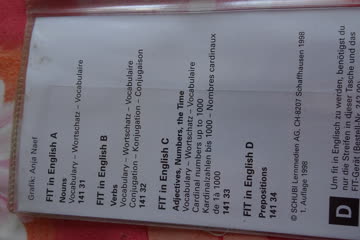 Grafik: Anja Naef
FIT in English A
Nouns
Vocabulary – Wortschatz – Vocabulaire
141 31
FIT in English B
Verbs
Vocabulary – Wortschatz – Vocabulaire
Conjugation – Konjugation – Conjugaison
141 32
FIT in English C
Adjectives, Numbers, the Time
Vocabulary – Wortschatz – Vocabulaire
Cardinal numbers up to 1000
Kardinalzahlen bis 1000 – Nombres cardinaux
de 1a 1000
141 33
FIT in English D
Prepositions
141 34
© SCHUBI Lernmedien AG, CH-8207 Schaffhausen 1998
1. Auflage 1998
D
Um fit in Englisch zu werden, benötigst du
nur die Streifen in dieser Tasche und das